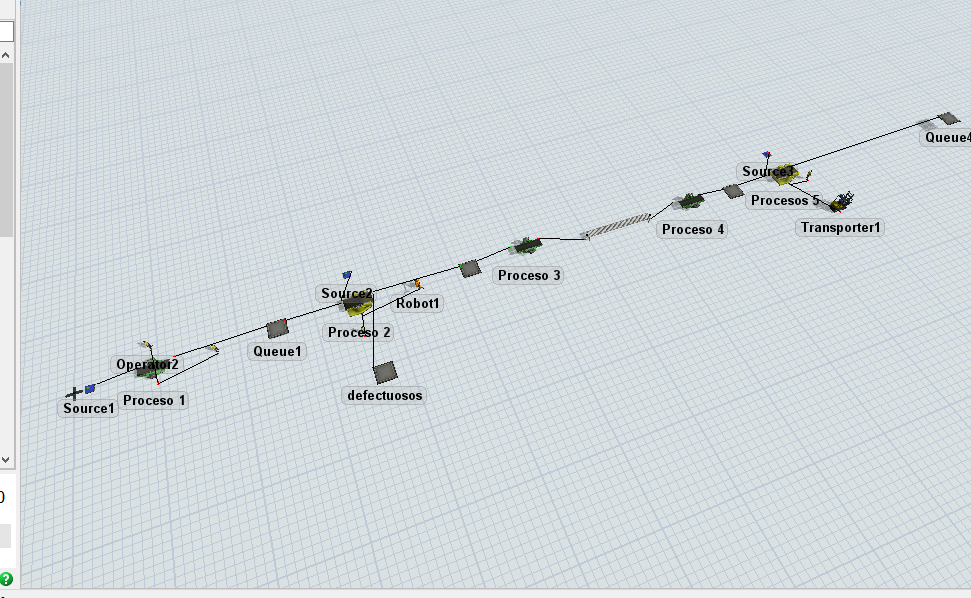 Queue4
Source3
Procesos 5
Transporter1
Proceso 4
Proceso 3
Source2
Robot1
Proceso 2
Queue1
Operator2
defectuosos
Proceso 1
Source1
0
?